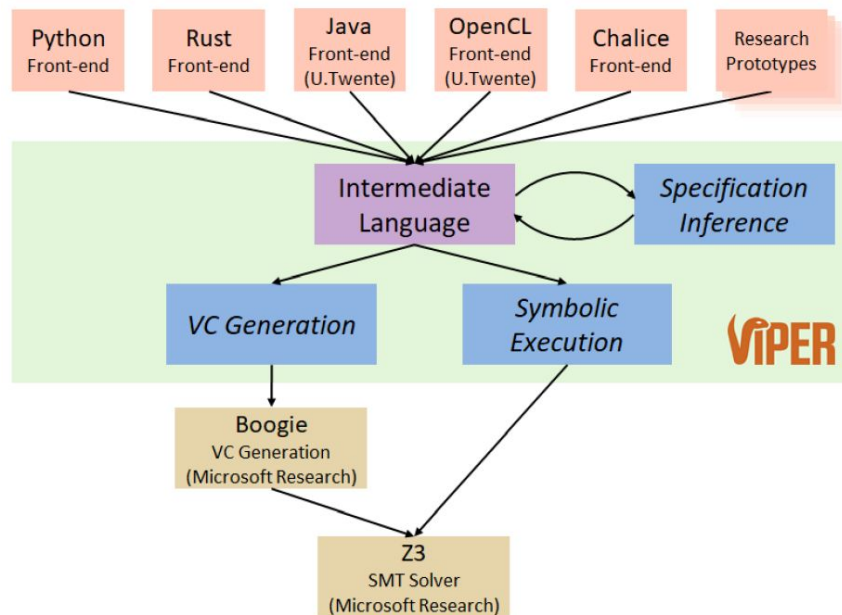 Python
Front-end
Rust
Front-end
Java
Front-end
(U.Twente)
OpenCL
Front-end
(U.Twente)
Chalice
Front-end
Research
Prototypes
Intermediate
Language
Specification
Inference
VC Generation
Symbolic
Execution
VIPER
Boogie
VC Generation
(Microsoft Research)
Z3
SMT Solver
(Microsoft Research)